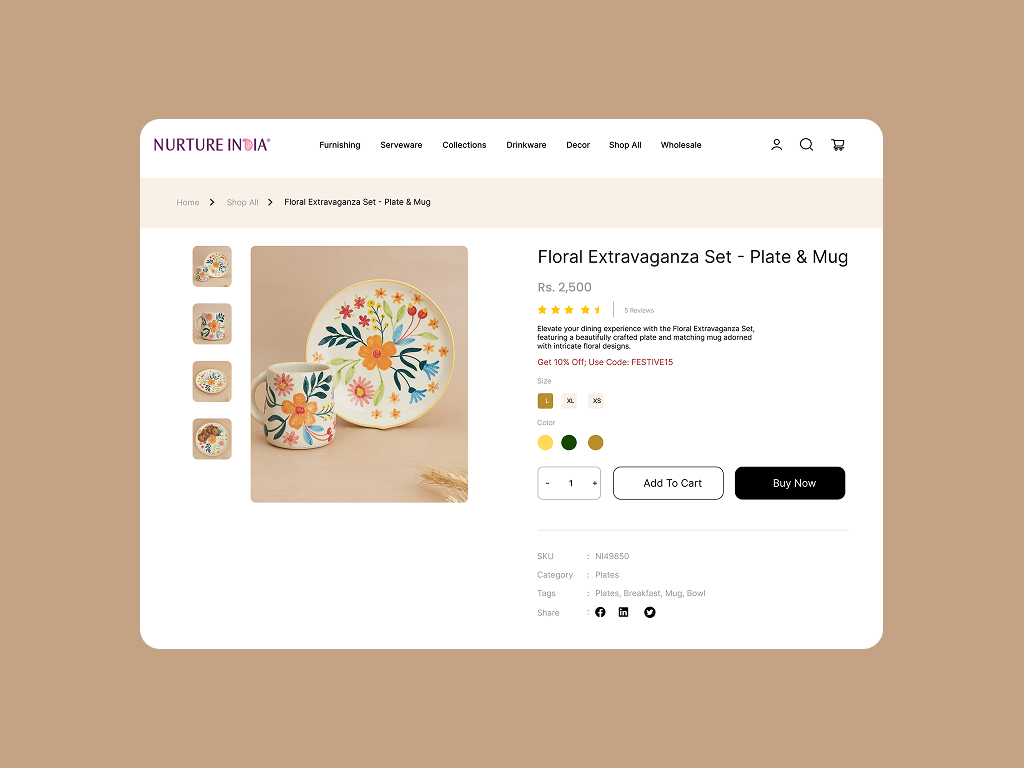 NURTURE INDIA®
Furnishing Serveware Collections Drinkware Decor Shop All Wholesale
Home > Shop All > Floral Extravaganza Set - Plate & Mug
Floral Extravaganza Set - Plate & Mug
Rs. 2,500
5 Reviews
Elevate your dining experience with the Floral Extravaganza Set,
featuring a beautifully crafted plate and matching mug adorned
with intricate floral designs.
Get 10% Off; Use Code: FESTIVE15
Size
L XL XS
Color
- 1 + Add To Cart Buy Now
SKU : NI49850
Category : Plates
Tags : Plates, Breakfast, Mug, Bowl
Share :